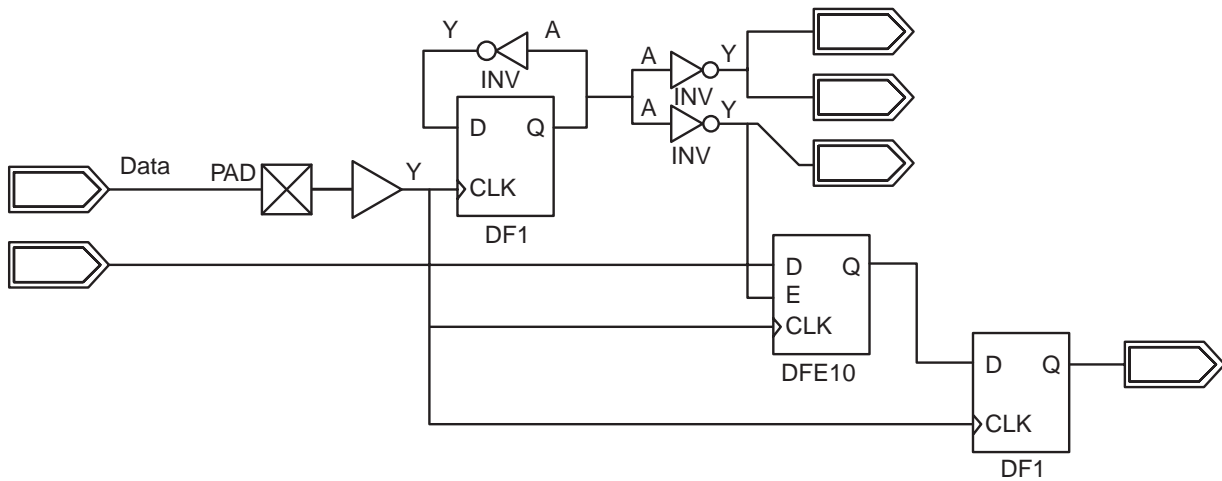 Y A
INV
A Y
INV
A Y
INV
D Q
Data PAD Y
CLK
DF1
D Q
E
CLK
DFE10
D Q
CLK
DF1